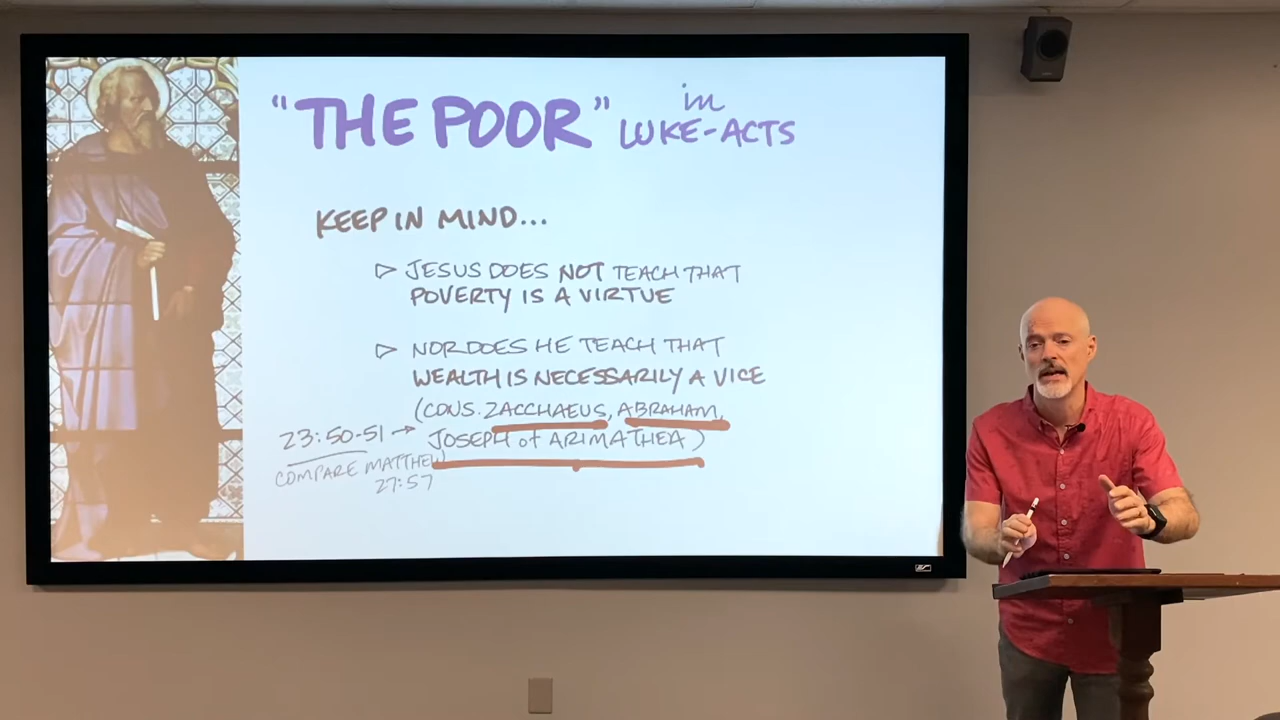 "THE POOR" in
LUKE-ACTS
KEEP IN MIND...
▷ JESUS DOES NOT TEACH THAT
POVERTY IS A VIRTUE
▷ NOR DOES HE TEACH THAT
WEALTH IS NECESSARILY A VICE
(CONS. ZACCHAEUS, ABRAHAM,
JOSEPH of ARIMATHEA)
23:50-51 →
COMPARE MATTHEW
27:57